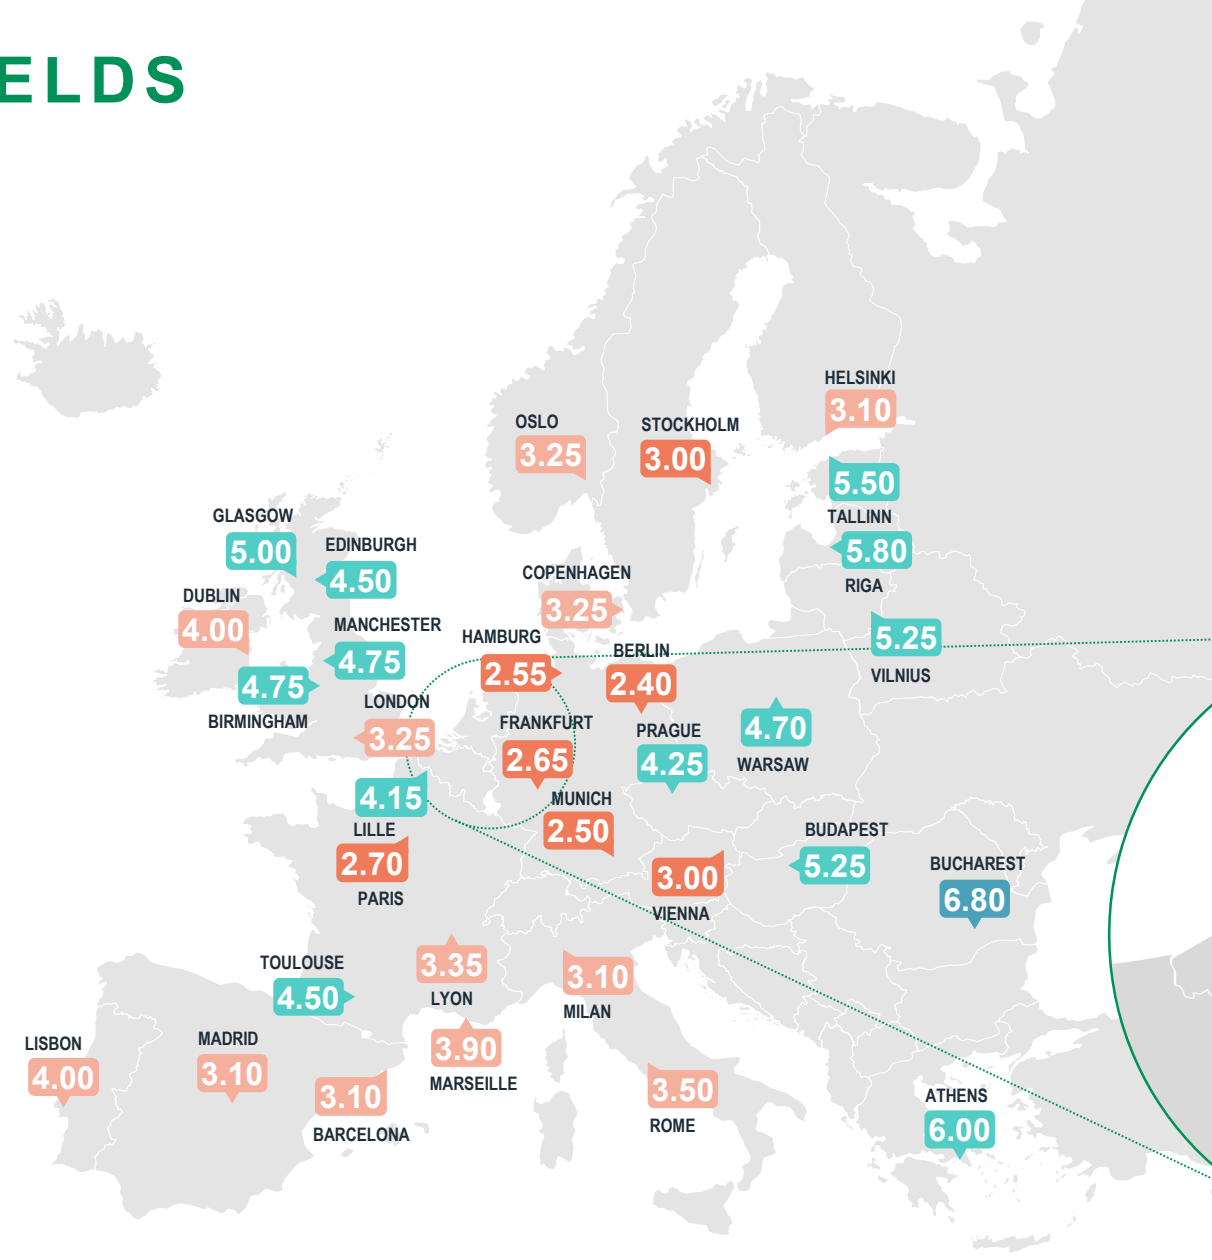 ELDS
HELSINKI
3.10
OSLO
3.25
STOCKHOLM
3.00
5.50
TALLINN
GLASGOW
5.00
EDINBURGH
4.50
5.80
RIGA
COPENHAGEN
3.25
DUBLIN
4.00
MANCHESTER
4.75
HAMBURG
2.55
BERLIN
2.40
5.25
VILNIUS
4.75
BIRMINGHAM
LONDON
3.25
FRANKFURT
2.65
PRAGUE
4.25
4.70
WARSAW
4.15
LILLE
MUNICH
2.50
2.70
PARIS
BUDAPEST
5.25
3.00
VIENNA
BUCHAREST
6.80
TOULOUSE
4.50
3.35
LYON
3.10
MILAN
LISBON
4.00
MADRID
3.10
3.90
MARSEILLE
3.10
BARCELONA
3.50
ROME
ATHENS
6.00